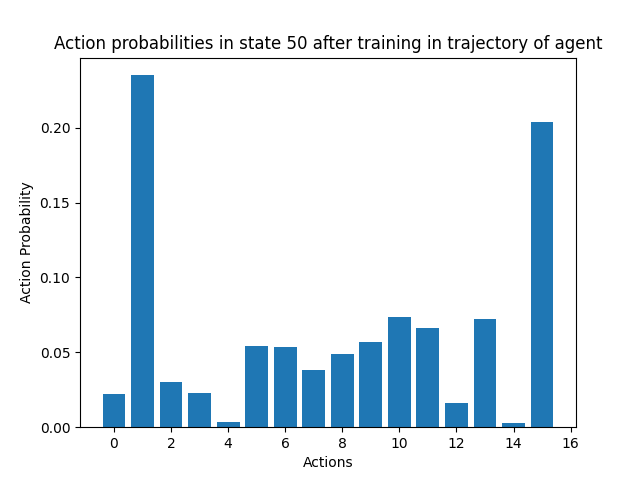 Action probabilities in state 50 after training in trajectory of agent
0.20
0.15
0.10
0.05
0.00
Action Probability
0 2 4 6 8 10 12 14 16
Actions